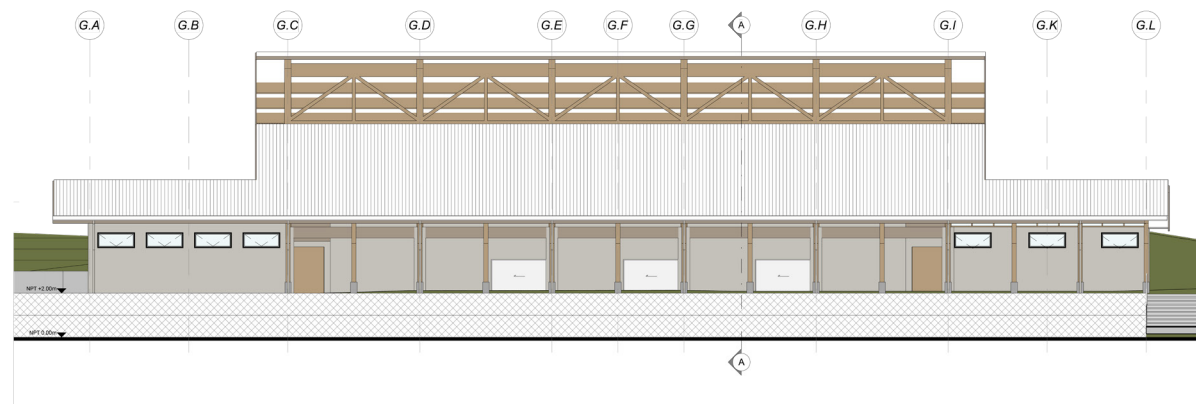 G.A G.B G.C G.D G.E G.F G.G A G.H G.I G.K G.L
NPT +2.00m
NPT 0.00m
A